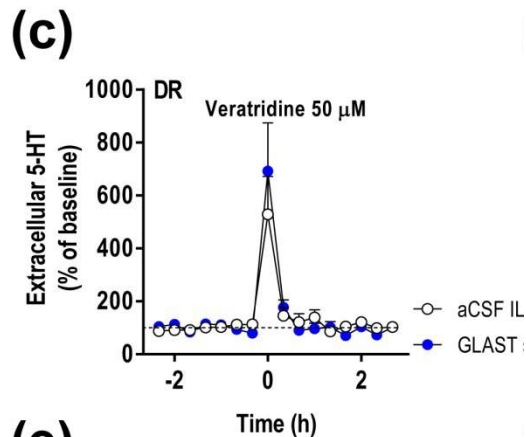 (c)
1000
DR
Veratridine 50 μM
800
600
400
200
0
Extracellular 5-HT
(% of baseline)
aCSF IL
GLAST
-2
0
2
Time (h)